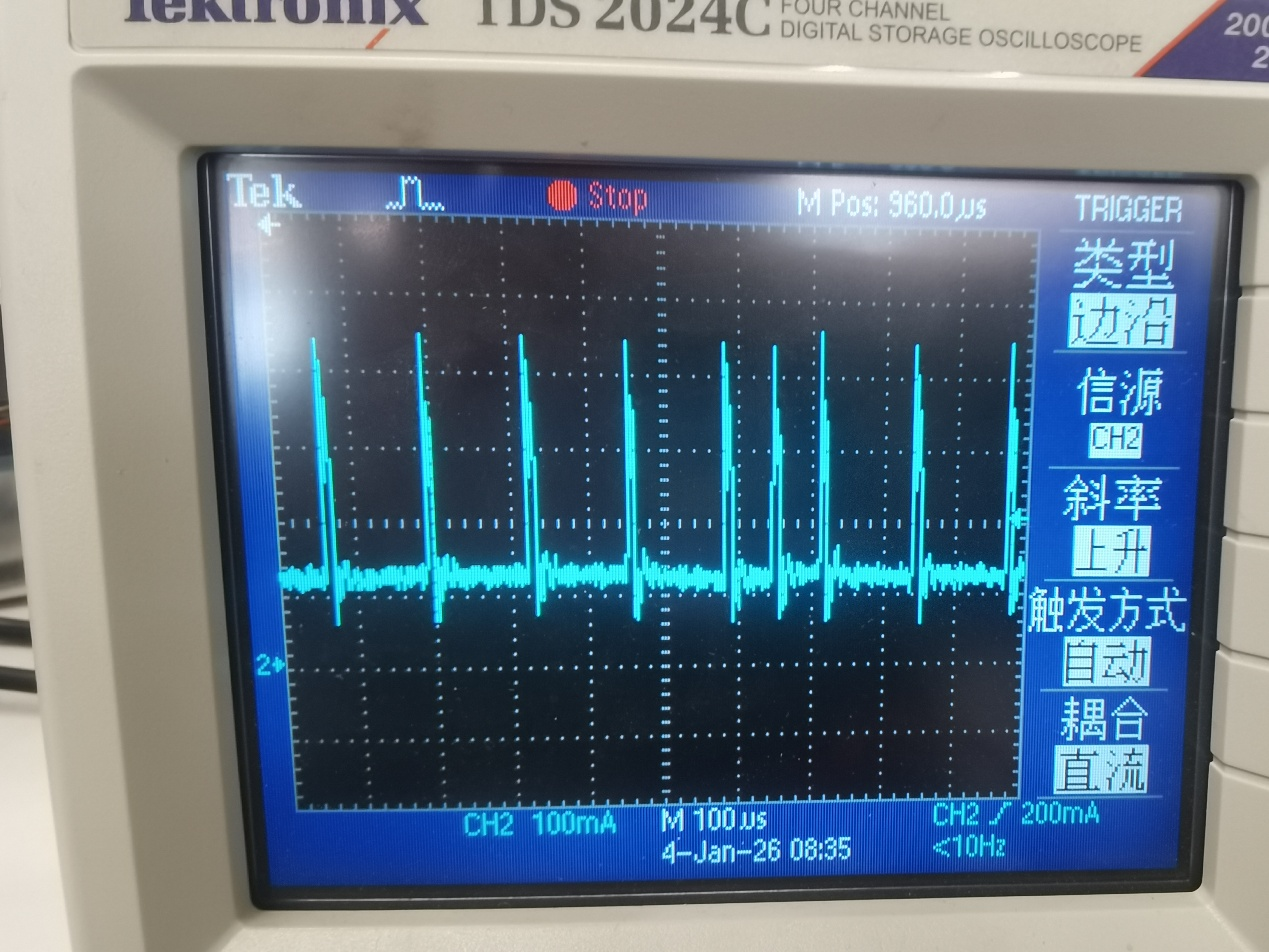 Tektronix TDS 2024C FOUR CHANNEL
DIGITAL STORAGE OSCILLOSCOPE
200
2
Tek Stop M Pos: 960.0µs TRIGGER
类型
边沿
信源
CH2
斜率
上升
触发方式
自动
耦合
直流
2
CH2 100mA M 100µs CH2 200mA
4-Jan-26 08:35 <10Hz